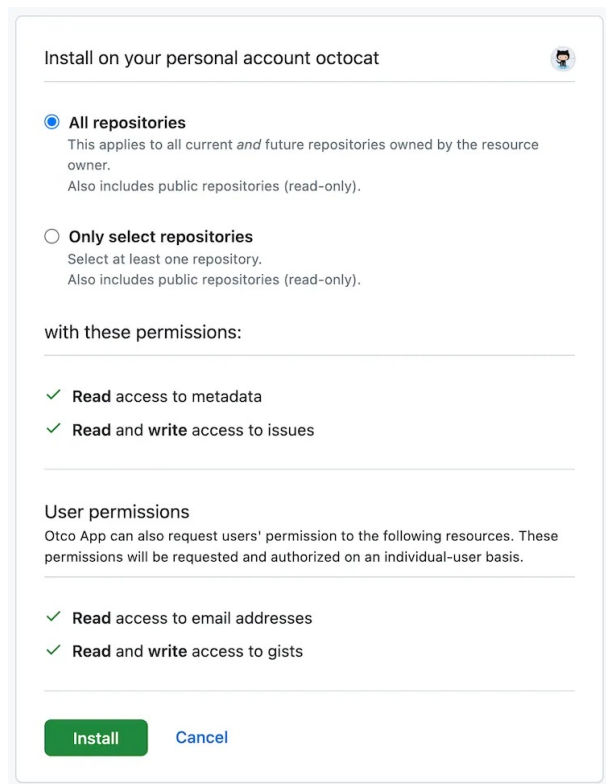 Install on your personal account octocat
All repositories
This applies to all current and future repositories owned by the resource
owner.
Also includes public repositories (read-only).
Only select repositories
Select at least one repository.
Also includes public repositories (read-only).
with these permissions:
Read access to metadata
Read and write access to issues
User permissions
Otco App can also request users' permission to the following resources. These
permissions will be requested and authorized on an individual-user basis.
Read access to email addresses
Read and write access to gists
Install Cancel